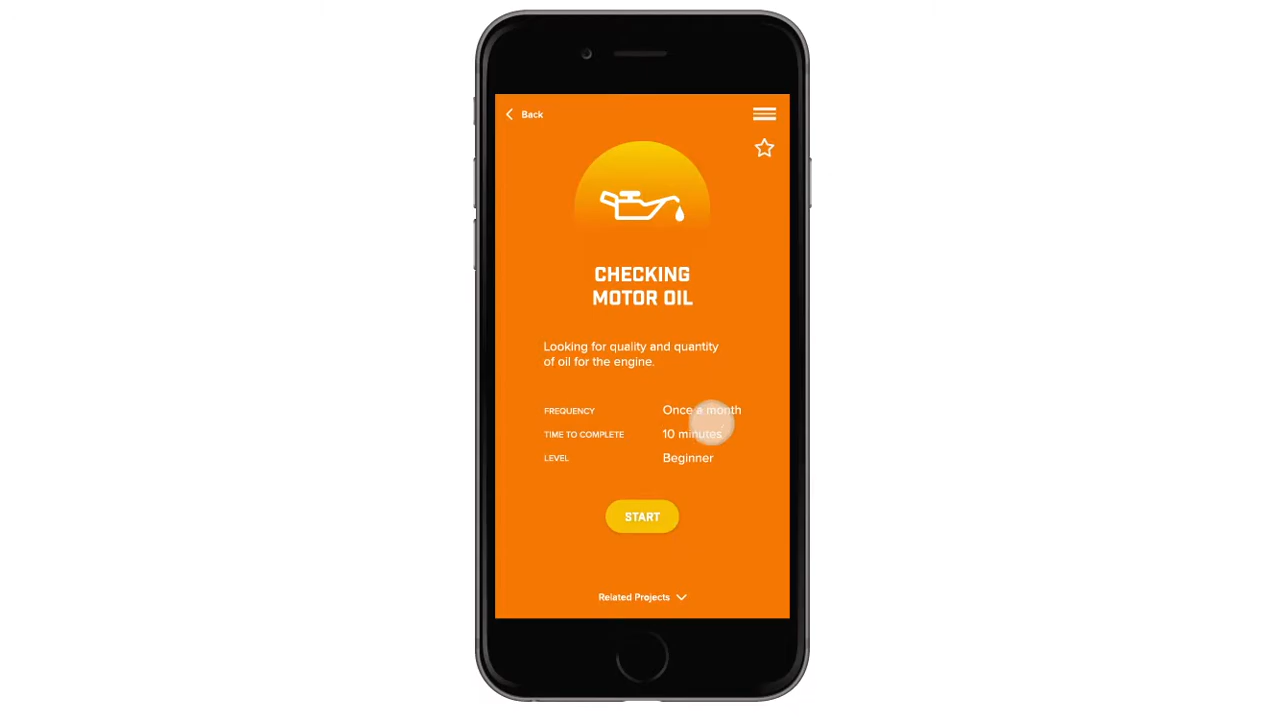 Back
CHECKING
MOTOR OIL
Looking for quality and quantity
of oil for the engine.
FREQUENCY Once a month
TIME TO COMPLETE 10 minutes
LEVEL Beginner
START
Related Projects